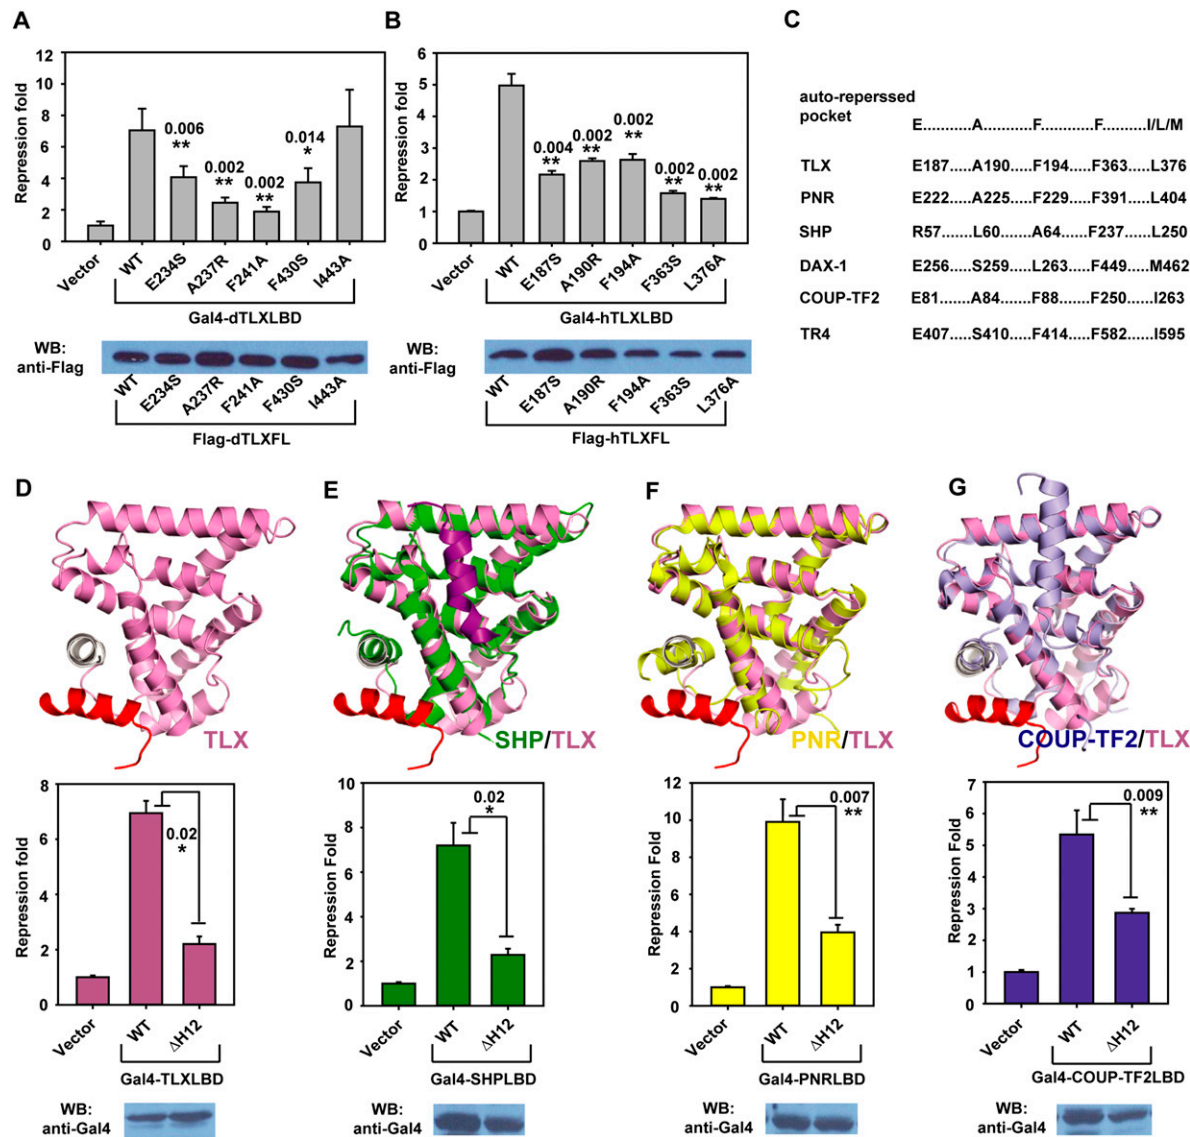 A
12
10
8
6
4
2
0
Repression fold
0.006
**
0.002
**
0.002
**
0.014
*
Vector
WT
E234S
A237R
F241A
F430S
I443A
Gal4-dTLXLBD
WB:
anti-Flag
WT
E234S
A237R
F241A
F430S
I443A
Flag-dTLXFL
B
6
5
4
3
2
1
0
Repression fold
0.004
**
0.002
**
0.002
**
0.002
**
0.002
**
Vector
WT
E187S
A190R
F194A
F363S
L376A
Gal4-hTLXLBD
WB:
anti-Flag
WT
E187S
A190R
F194A
F363S
L376A
Flag-hTLXFL
C
auto-reperssed
pocket
E...........A...........F...........F..........I/L/M
TLX E187.....A190.....F194.....F363.....L376
PNR E222.....A225.....F229.....F391.....L404
SHP R57.......L60......A64......F237......L250
DAX-1 E256.....S259.....L263.....F449.....M462
COUP-TF2 E81.......A84.......F88.......F250......I263
TR4 E407.....S410.....F414.....F582......I595
D
TLX
8
6
4
2
0
Repression fold
0.02
*
Vector
WT
ΔH12
Gal4-TLXLBD
WB:
anti-Gal4
E
SHP/TLX
10
8
6
4
2
0
Repression Fold
0.02
*
Vector
WT
ΔH12
Gal4-SHPLBD
WB:
anti-Gal4
F
PNR/TLX
12
10
8
6
4
2
0
Repression Fold
0.007
**
Vector
WT
ΔH12
Gal4-PNRLBD
WB:
anti-Gal4
G
COUP-TF2/TLX
7
6
5
4
3
2
1
0
Repression Fold
0.009
**
Vector
WT
ΔH12
Gal4-COUP-TF2LBD
WB:
anti-Gal4